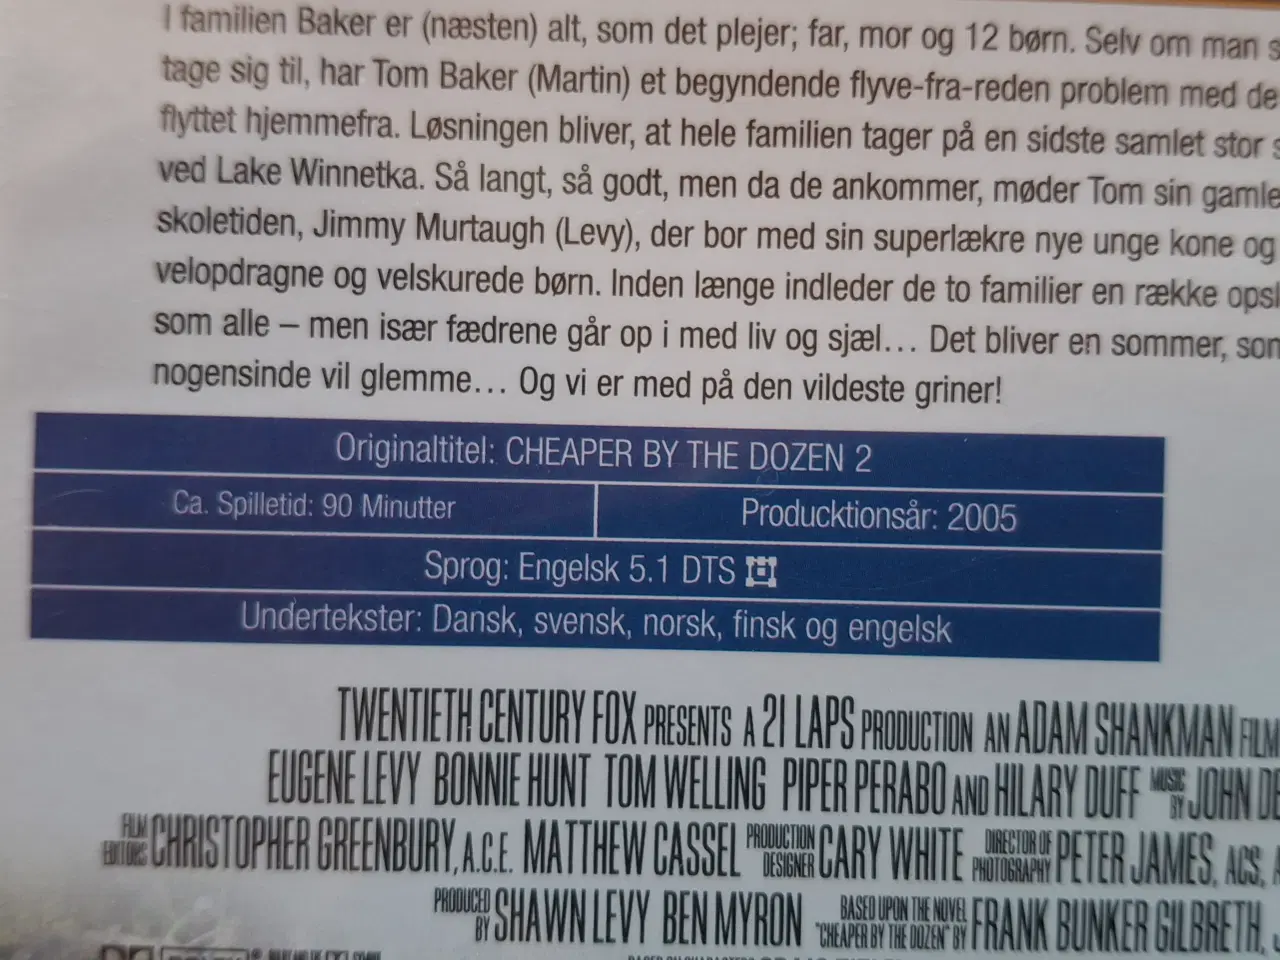 I familien Baker er (næsten) alt, som det plejer; far, mor og 12 børn. Selv om man
tage sig til, har Tom Baker (Martin) et begyndende flyve-fra-reden problem med de
flyttet hjemmefra. Løsningen bliver, at hele familien tager på en sidste samlet stor
ved Lake Winnetka. Så langt, så godt, men da de ankommer, møder Tom sin gamle
skoletiden, Jimmy Murtaugh (Levy), der bor med sin superlækre nye unge kone og
velopdragne og velskurede børn. Inden længe indleder de to familier en række opsl
som alle – men især fædrene går op i med liv og sjæl... Det bliver en sommer, som
nogensinde vil glemme... Og vi er med på den vildeste griner!
Originaltitel: CHEAPER BY THE DOZEN 2
Ca. Spilletid: 90 Minutter
Producktionsår: 2005
Sprog: Engelsk 5.1 DTS
Undertekster: Dansk, svensk, norsk, finsk og engelsk
TWENTIETH CENTURY FOX PRESENTS A 21 LAPS PRODUCTION AN ADAM SHANKMAN FILM
EUGENE LEVY BONNIE HUNT TOM WELLING PIPER PERABO AND HILARY DUFF MUSIC BY JOHN DE
FILM EDITORS CHRISTOPHER GREENBURY, A.C.E. MATTHEW CASSEL PRODUCTION DESIGNER CARY WHITE DIRECTOR OF PHOTOGRAPHY PETER JAMES, ACS, A
PRODUCED BY SHAWN LEVY BEN MYRON BASED UPON THE NOVEL "CHEAPER BY THE DOZEN" BY FRANK BUNKER GILBRETH,